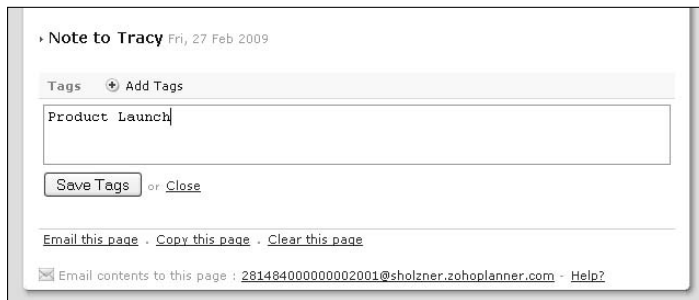 Note to Tracy Fri, 27 Feb 2009
Tags Add Tags
Product Launch
Save Tags or Close
Email this page . Copy this page . Clear this page
Email contents to this page : 281484000000002001@sholzner.zohoplanner.com - Help?